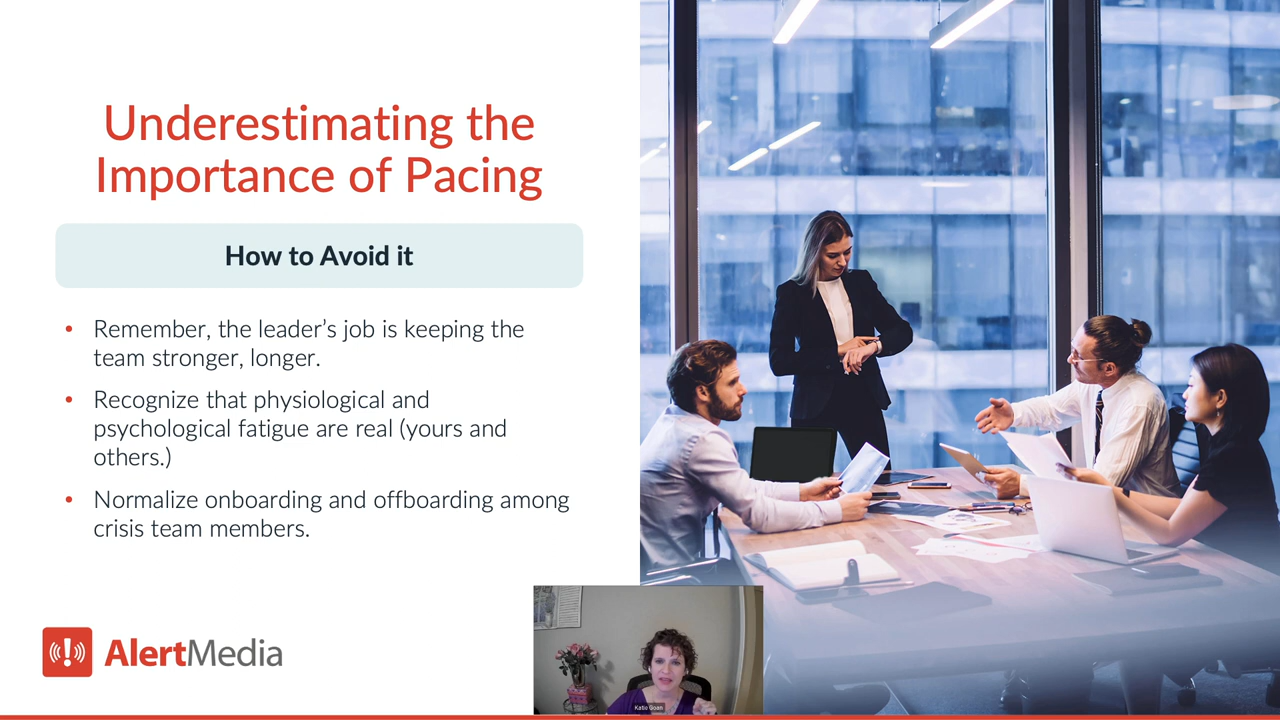 Underestimating the
Importance of Pacing
How to Avoid it
• Remember, the leader’s job is keeping the
team stronger, longer.
• Recognize that physiological and
psychological fatigue are real (yours and
others.)
• Normalize onboarding and offboarding among
crisis team members.
AlertMedia
Katie Goan